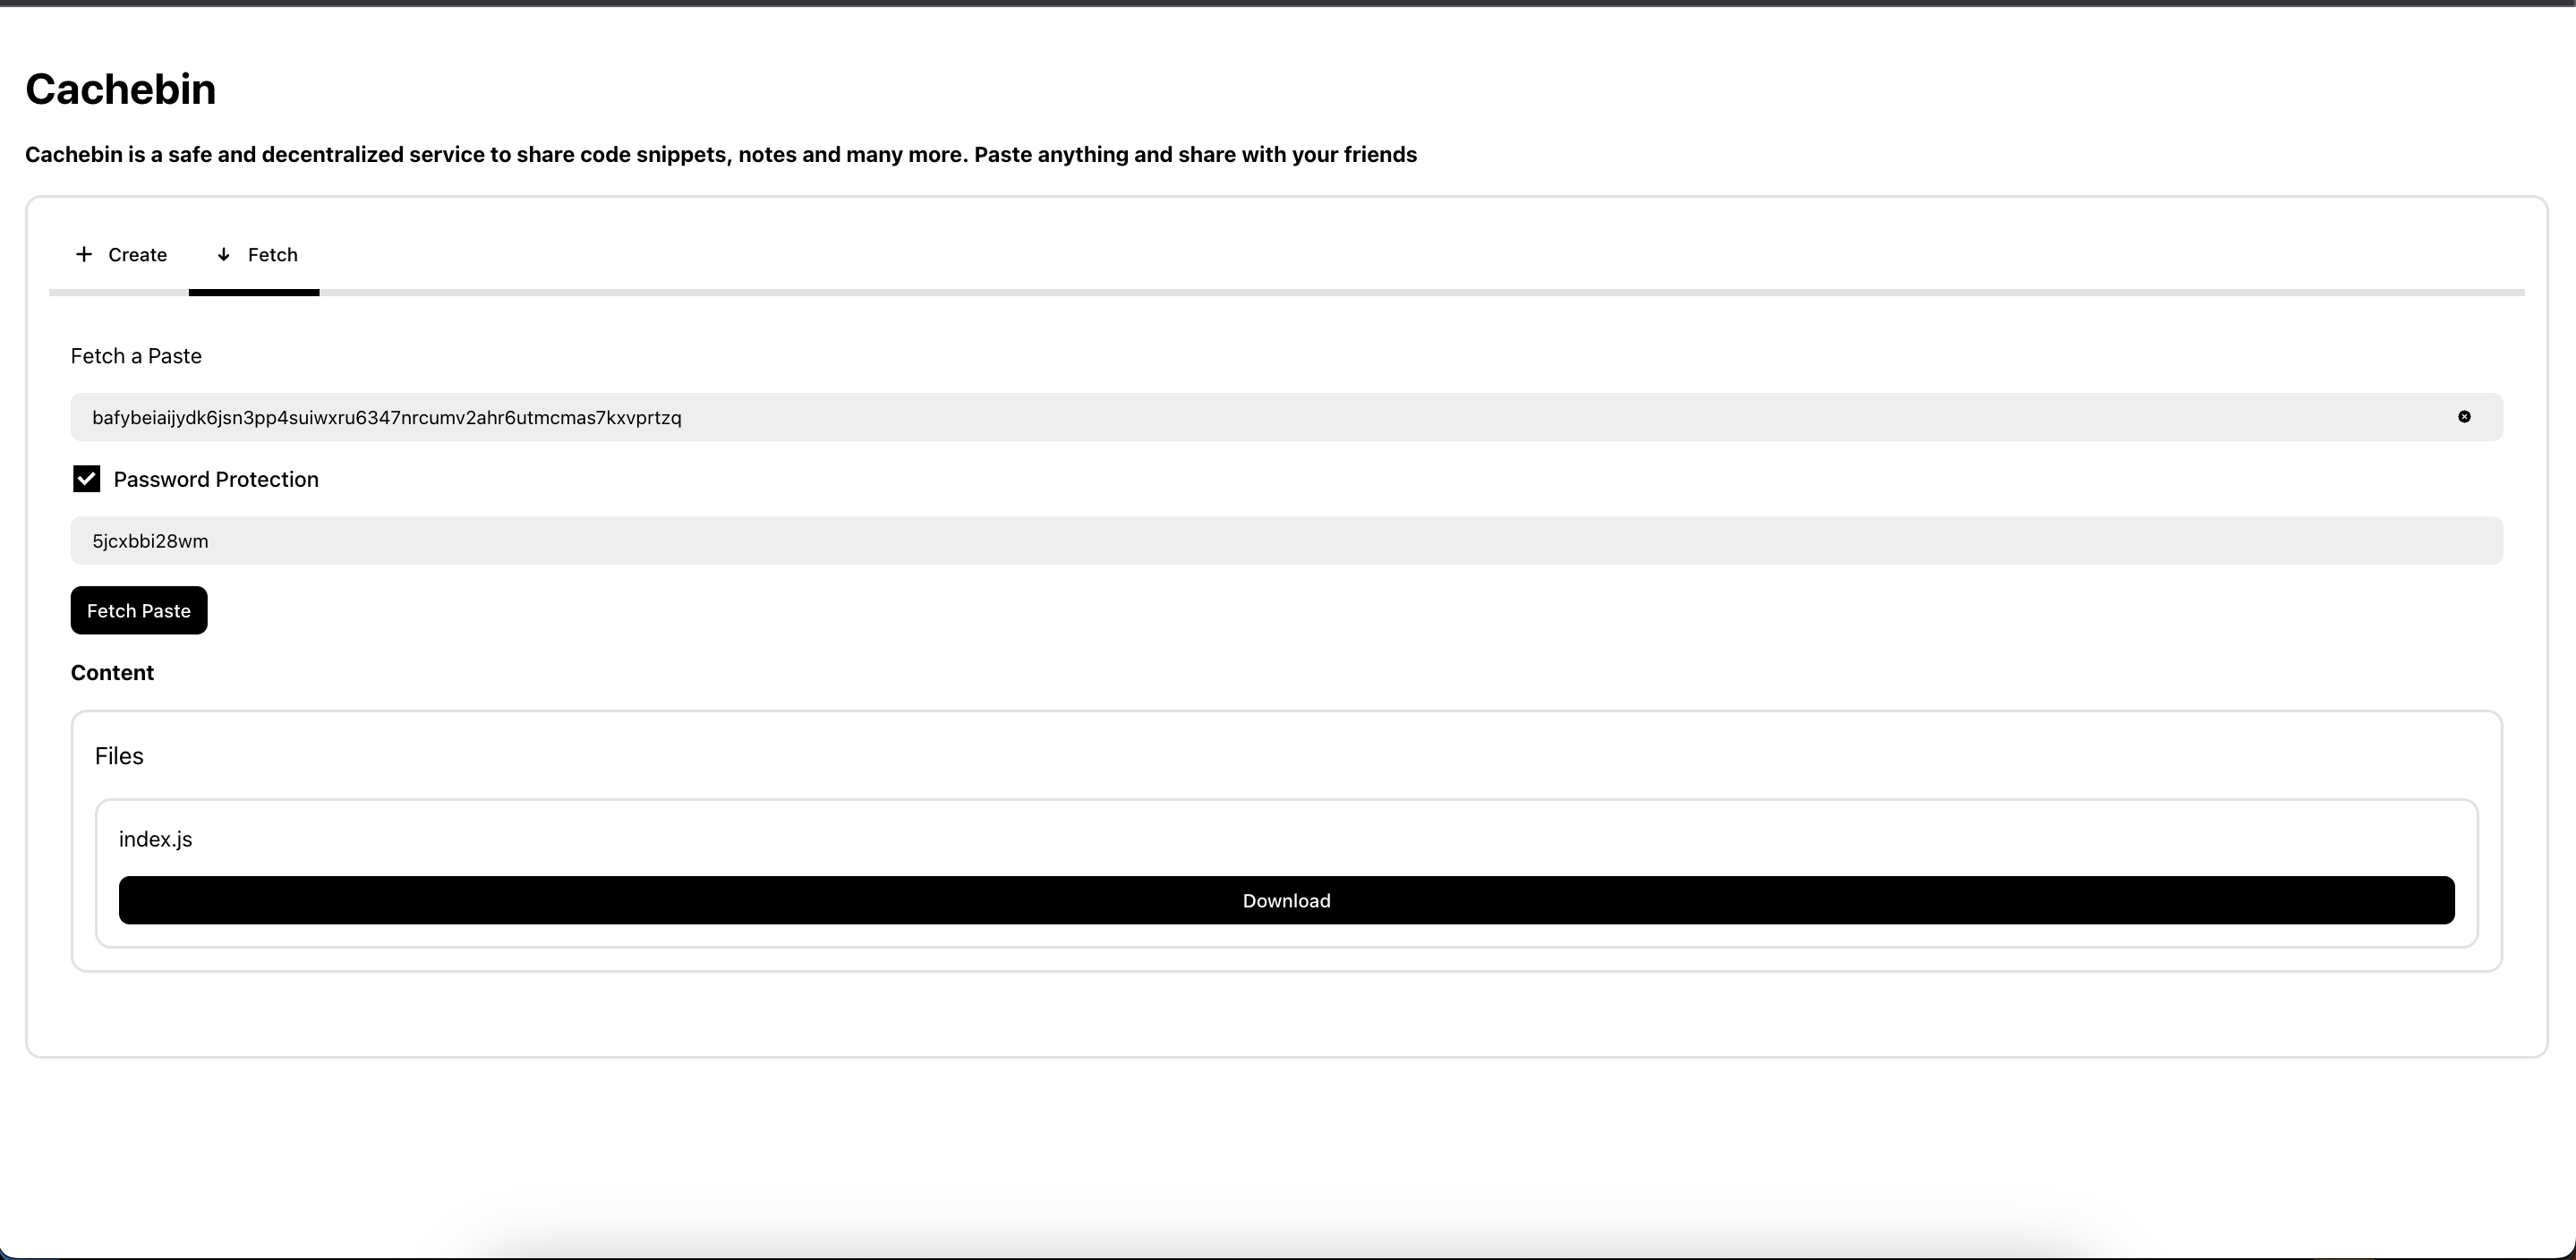 Cachebin
Cachebin is a safe and decentralized service to share code snippets, notes and many more. Paste anything and share with your friends
Create
Fetch
Fetch a Paste
bafybeiaijydk6jsn3pp4suiwxru6347nrcumv2ahr6utmcmas7kxvprtzq
Password Protection
5jcxbbi28wm
Fetch Paste
Content
Files
index.js
Download